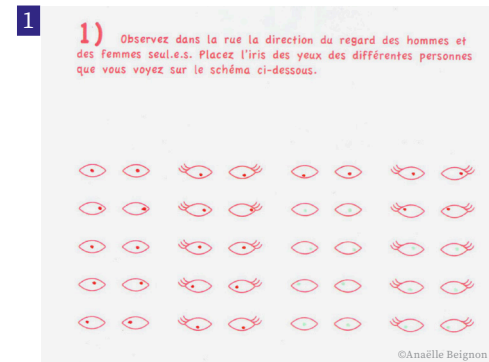 1
1) Observez dans la rue la direction du regard des hommes et
des femmes seul.e.s. Placez l'iris des yeux des différentes personnes
que vous voyez sur le schéma ci-dessous.
©Anaëlle Beignon